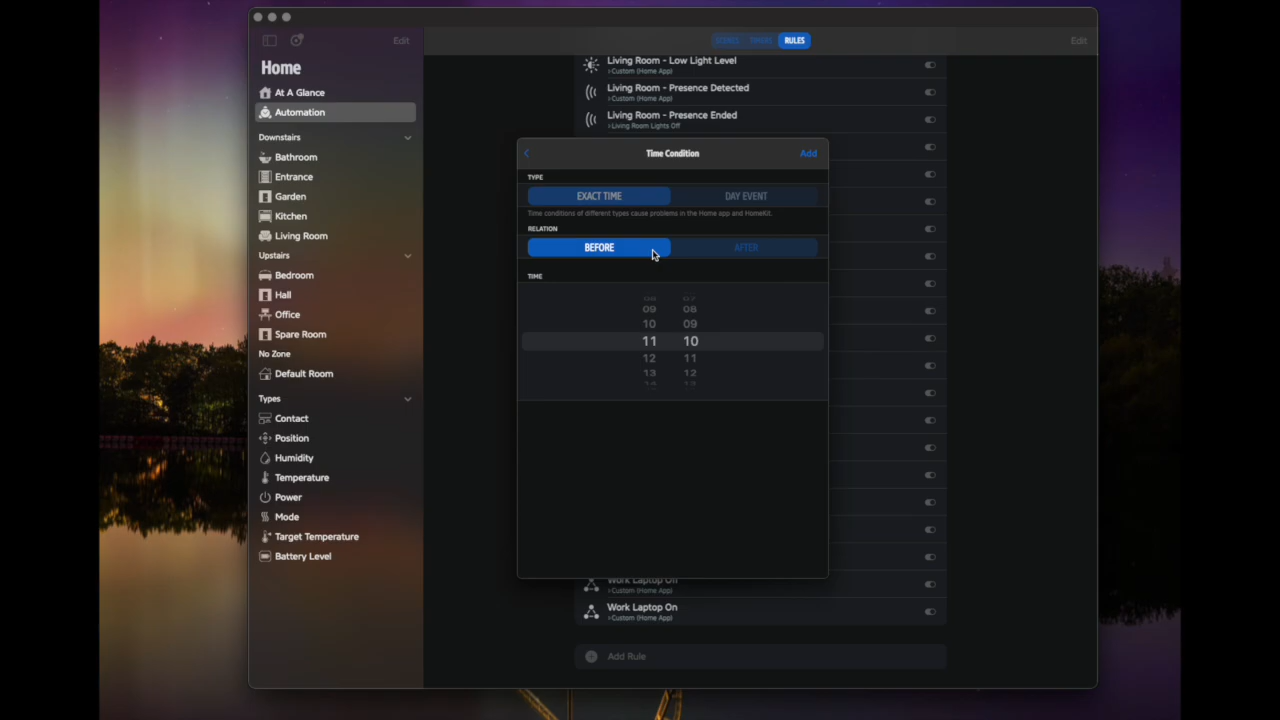 Edit
SCENES
TIMERS
RULES
Edit
Home
At A Glance
Automation
Downstairs
Bathroom
Entrance
Garden
Kitchen
Living Room
Upstairs
Bedroom
Hall
Office
Spare Room
No Zone
Default Room
Types
Contact
Position
Humidity
Temperature
Power
Mode
Target Temperature
Battery Level
Living Room - Low Light Level
› Custom (Home App)
Living Room - Presence Detected
› Custom (Home App)
Living Room - Presence Ended
› Living Room Lights Off
Time Condition
Add
TYPE
EXACT TIME
DAY EVENT
Time conditions of different types cause problems in the Home app and HomeKit.
RELATION
BEFORE
AFTER
TIME
08 07
09 08
10 09
11 10
12 11
13 12
14 13
Work Laptop Off
› Custom (Home App)
Work Laptop On
› Custom (Home App)
Add Rule